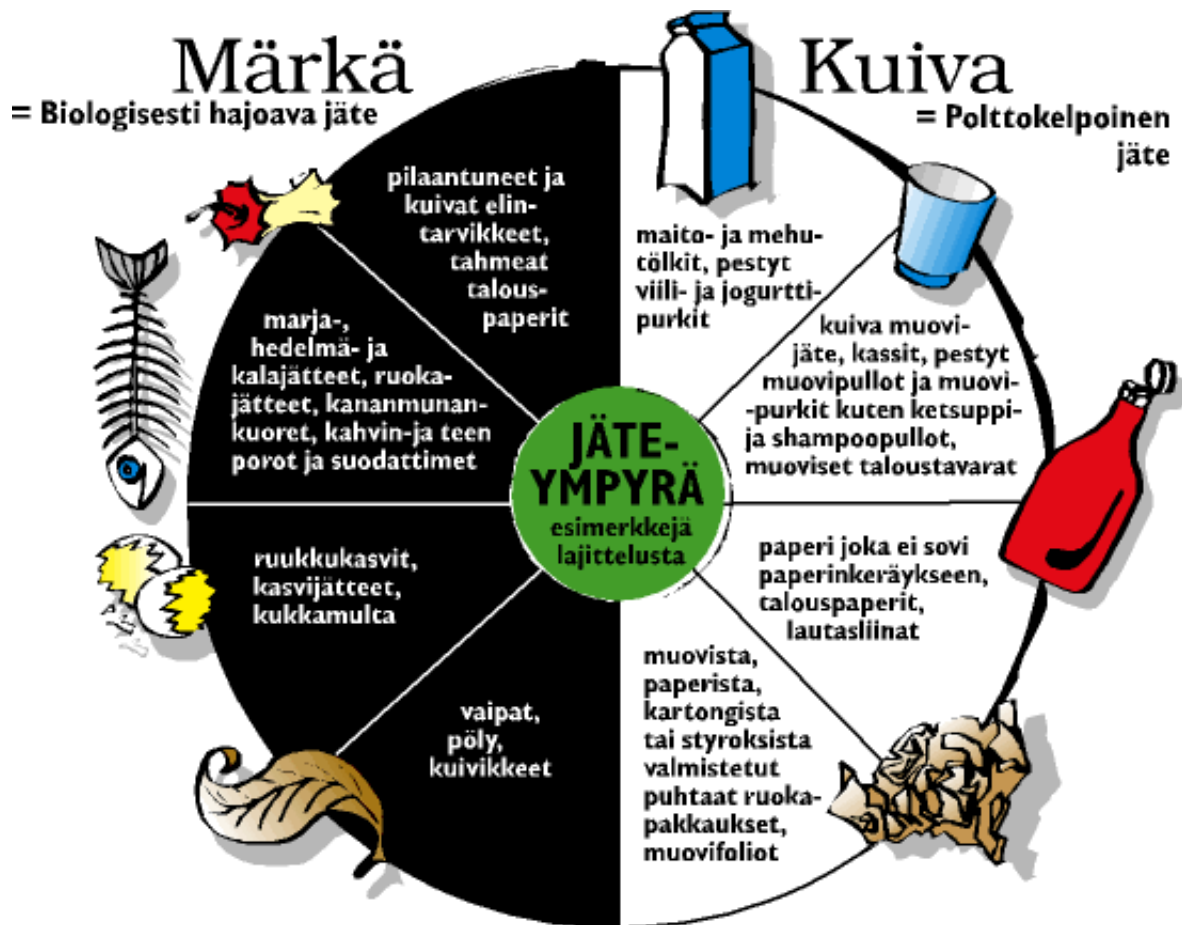 Märkä
= Biologisesti hajoava jäte
Kuiva
= Polttokelpoinen
jäte
pilaantuneet ja
kuivat elin-
tarvikkeet,
tahmeat
talous-
paperit
marja-,
hedelmä- ja
kalajätteet, ruoka-
jätteet, kananmunan-
kuoret, kahvin-ja teen
porot ja suodattimet
ruukkukasvit,
kasvijätteet,
kukkamulta
vaipat,
pöly,
kuivikkeet
JÄTE-
YMPYRÄ
esimerkkejä
lajittelusta
maito- ja mehu-
tölkit, pestyt
viili- ja jogurtti-
purkit
kuiva muovi-
jäte, kassit, pestyt
muovipullot ja muovi-
-purkit kuten ketsuppi-
ja shampoopullot,
muoviset taloustavarat
paperi joka ei sovi
paperinkeräykseen,
talouspaperit,
lautasliinat
muovista,
paperista,
kartongista
tai styroksista
valmistetut
puhtaat ruoka-
pakkaukset,
muovifoliot